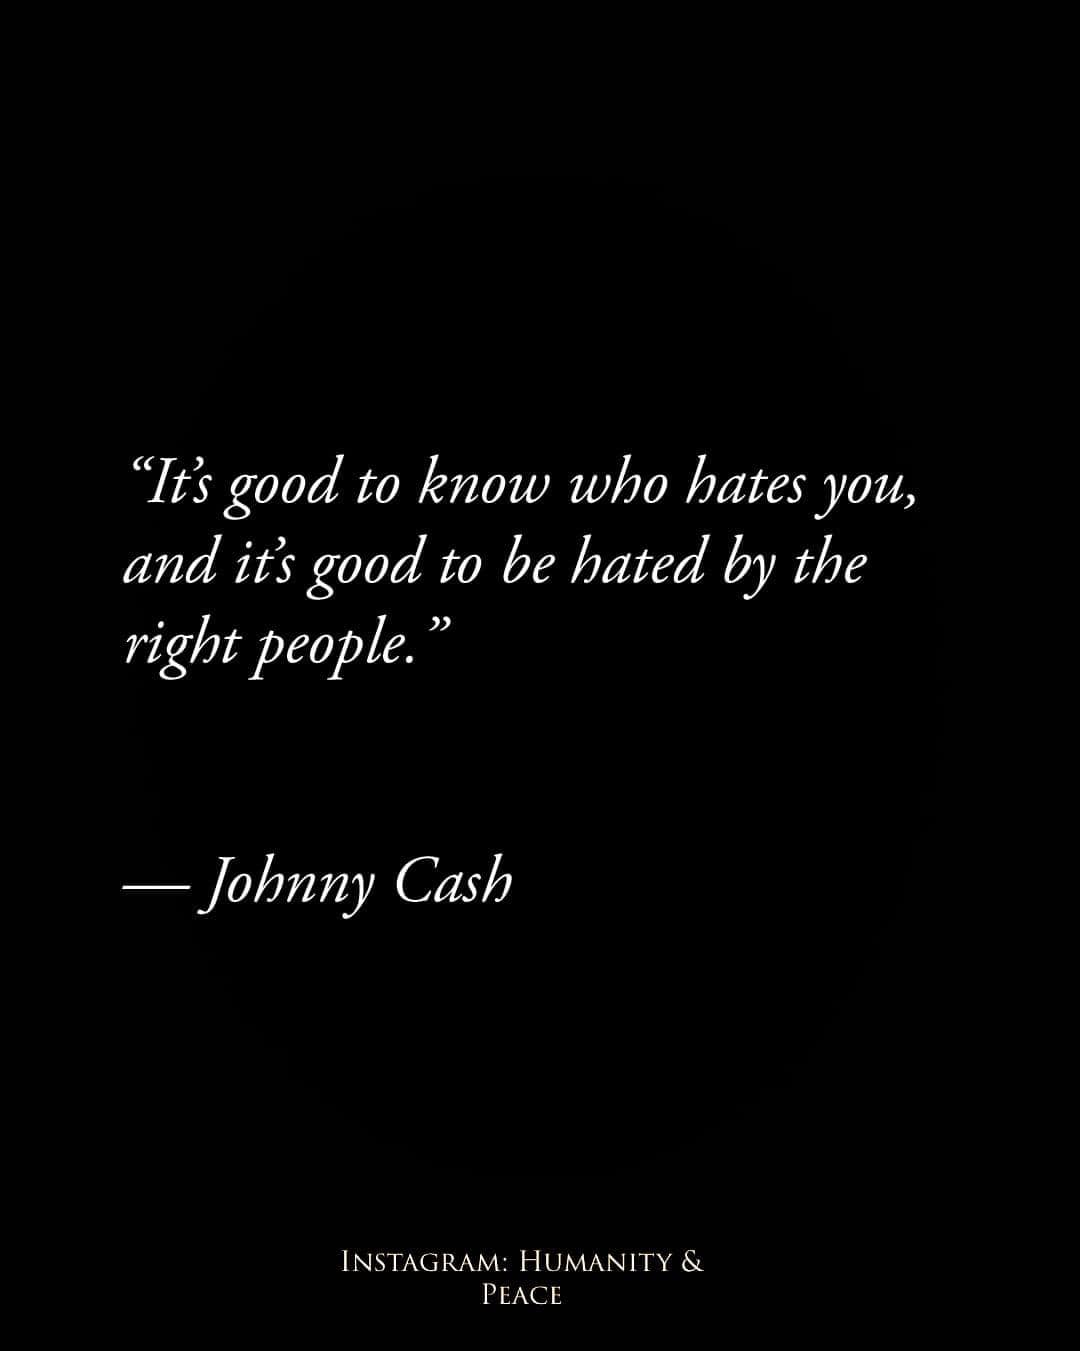 “It’s good to know who hates you,
and it’s good to be hated by the
right people.”
— Johnny Cash
Instagram: Humanity &
Peace